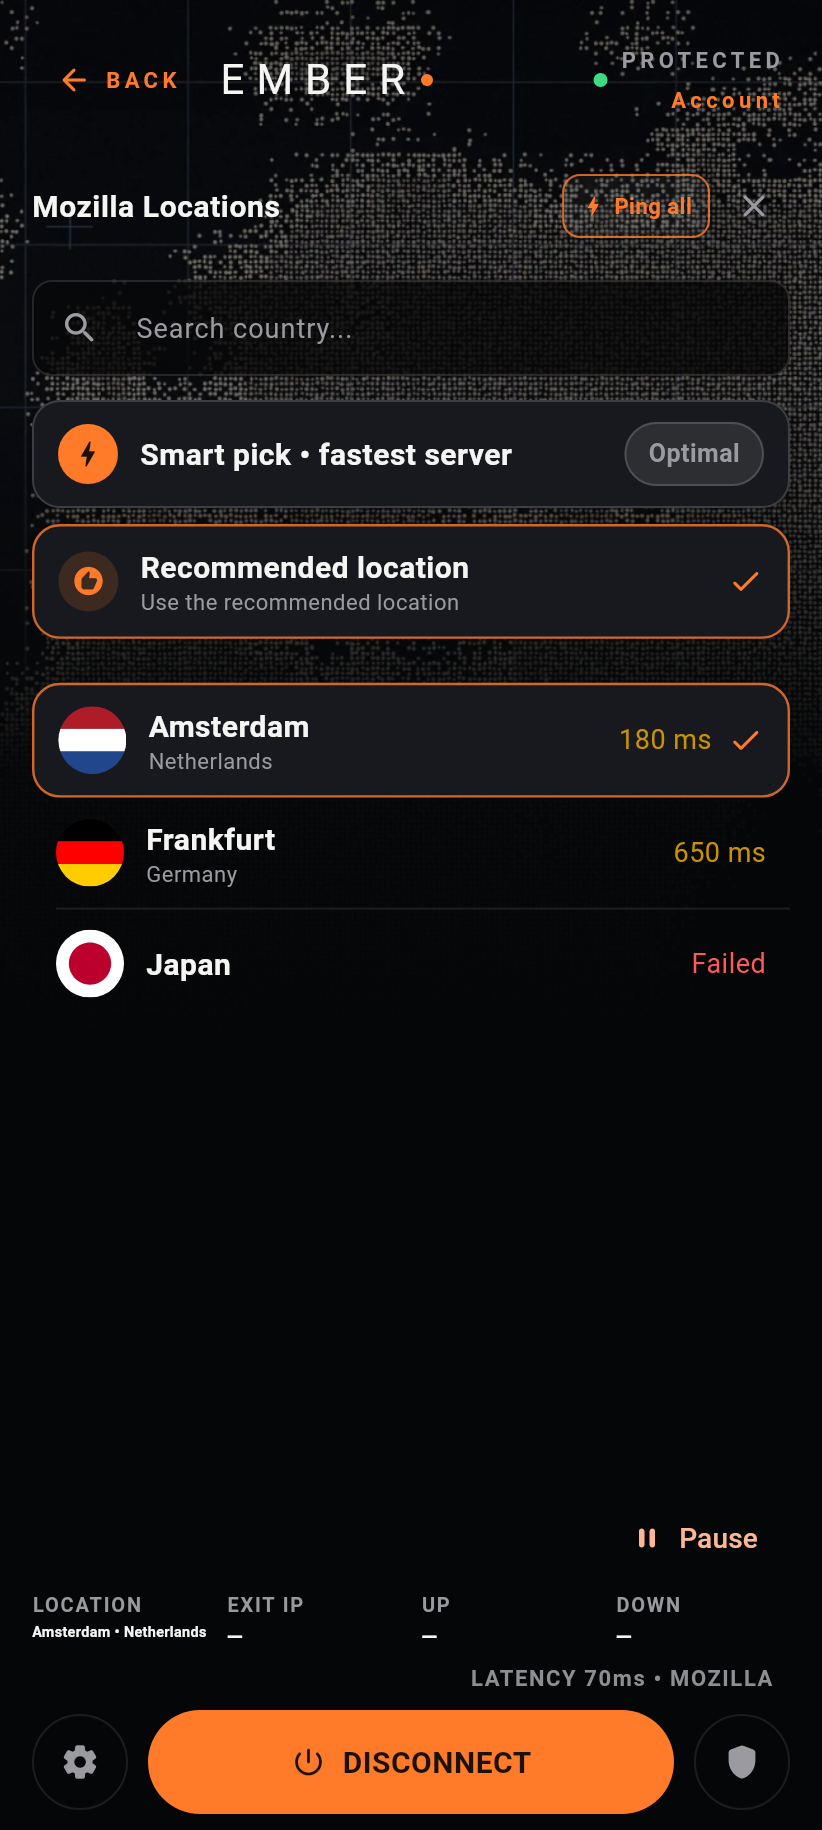 BACK
EMBER
PROTECTED
Account
Mozilla Locations
Ping all
Search country...
Smart pick • fastest server
Optimal
Recommended location
Use the recommended location
Amsterdam
Netherlands
180 ms
Frankfurt
Germany
650 ms
Japan
Failed
Pause
LOCATION
Amsterdam • Netherlands
EXIT IP
—
UP
—
DOWN
—
LATENCY 70ms • MOZILLA
DISCONNECT